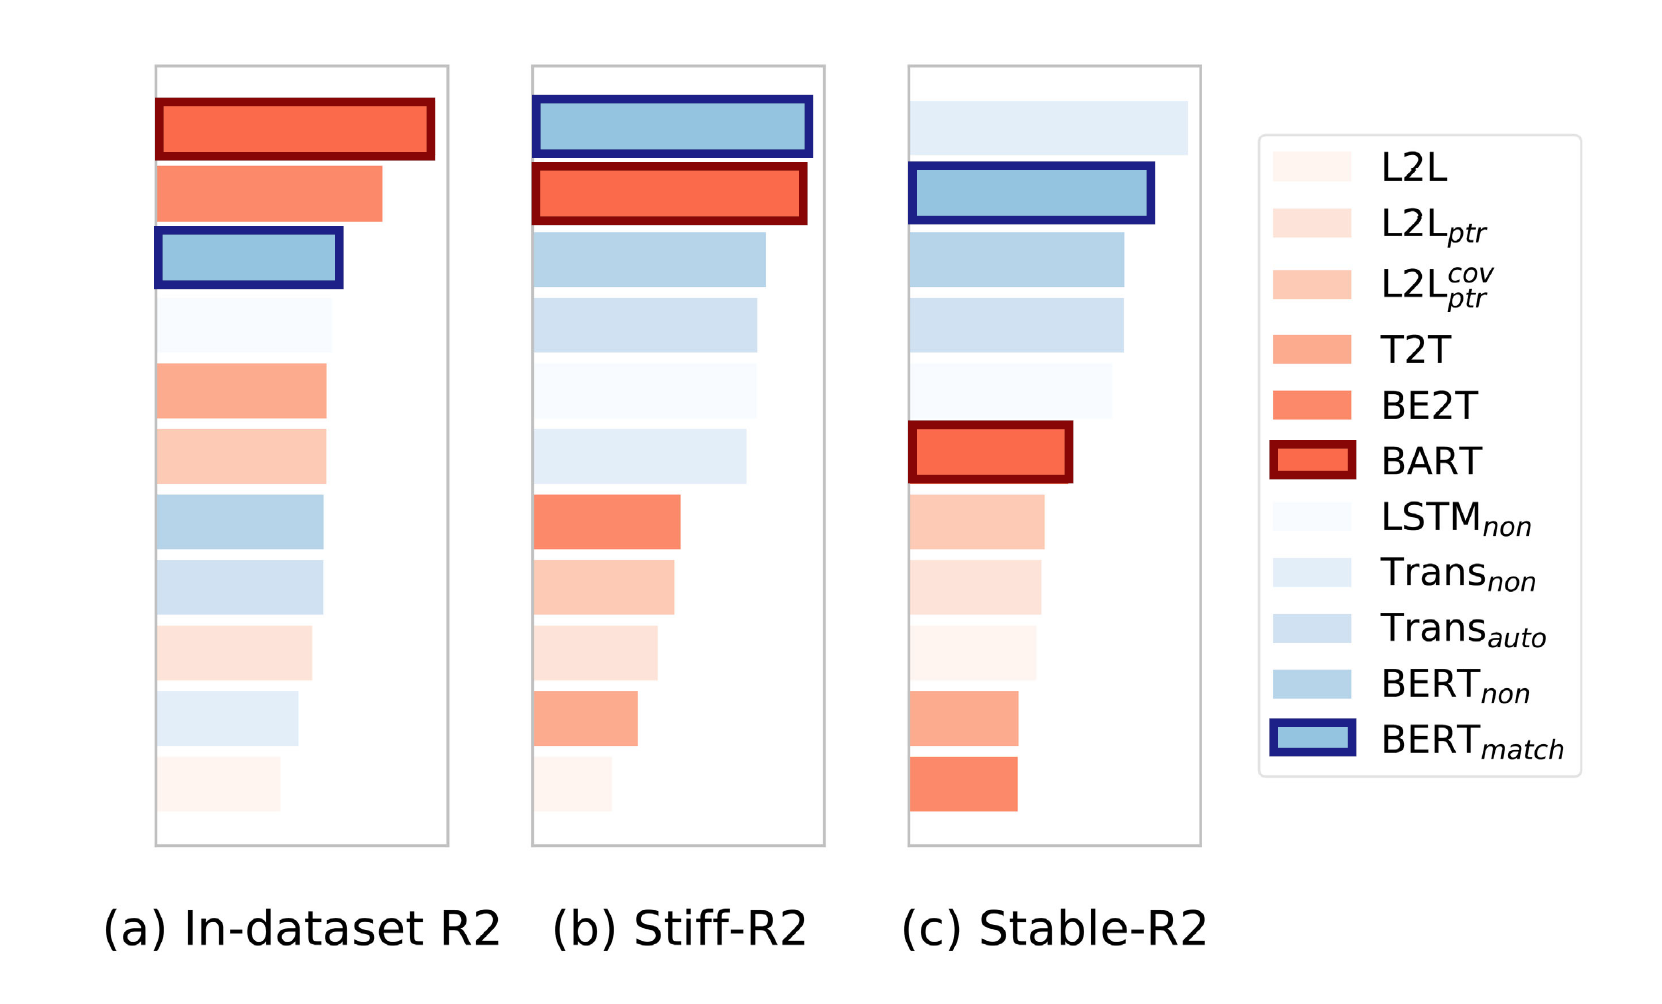 L2L
L2Lptr
L2Lcovptr
T2T
BE2T
BART
LSTMnon
Transnon
Transauto
BERTnon
BERTmatch
(a) In-dataset R2 (b) Stiff-R2 (c) Stable-R2